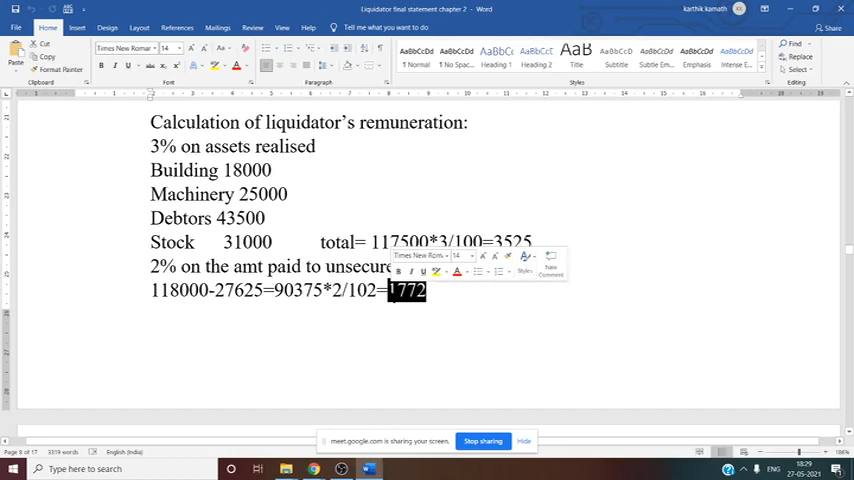 Liquidator final statement chapter 2 - Word
karthik kamath
KK
File Home Insert Design Layout References Mailings Review View Help Tell me what you want to do Share
Paste
Cut
Copy
Format Painter
Times New Roman 14
AaBbCcDd AaBbCcDd AaBbCc AaBbCcD AaB AaBbCcD AaBbCcDd AaBbCcDd
¶ Normal ¶ No Spac... Heading 1 Heading 2 Title Subtitle Subtle Em... Emphasis Intense E...
Find
Replace
Select
Clipboard Font Paragraph Styles Editing
Calculation of liquidator's remuneration:
3% on assets realised
Building 18000
Machinery 25000
Debtors 43500
Stock 31000 total= 117500*3/100=3525
2% on the amt paid to unsecure
118000-27625=90375*2/102=1772
Times New Rom 14
B I U A Styles New Comment
meet.google.com is sharing your screen. Stop sharing Hide
Page 8 of 17 3319 words English (India) 186%
Type here to search
ENG
18:29
27-05-2021